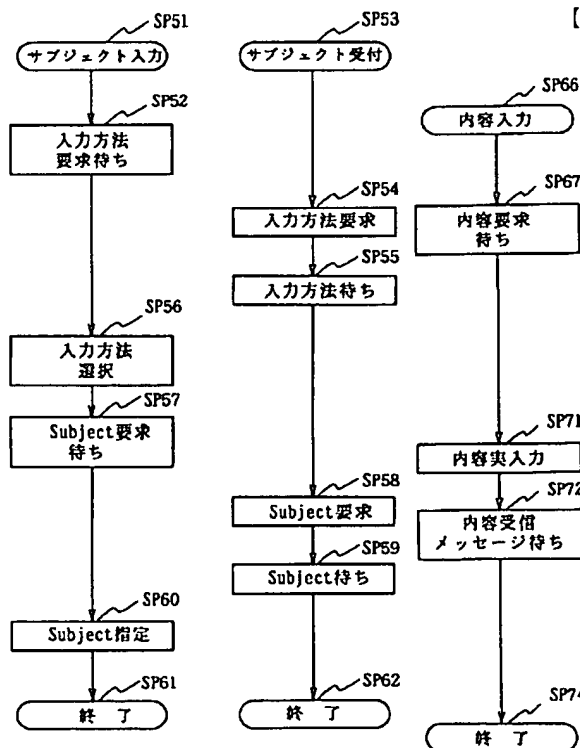 SP51
サブジェクト入力
SP52
入力方法
要求待ち
SP56
入力方法
選択
SP57
Subject要求
待ち
SP60
Subject指定
SP61
終 了
SP53
サブジェクト受付
SP54
入力方法要求
SP55
入力方法待ち
SP58
Subject要求
SP59
Subject待ち
SP62
終 了
【
SP66
内容入力
SP67
内容要求
待ち
SP71
内容実入力
SP72
内容受信
メッセージ待ち
SP74
終 了